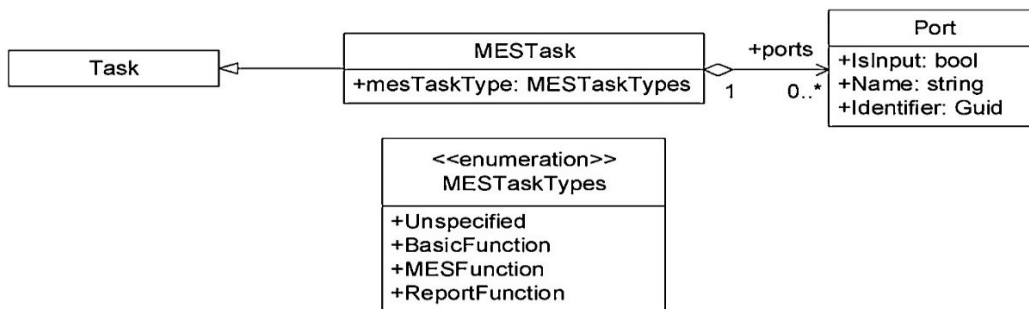 Task
MESTask
+mesTaskType: MESTaskTypes
+ports
1
0..*
Port
+IsInput: bool
+Name: string
+Identifier: Guid
<<enumeration>>
MESTaskTypes
+Unspecified
+BasicFunction
+MESFunction
+ReportFunction